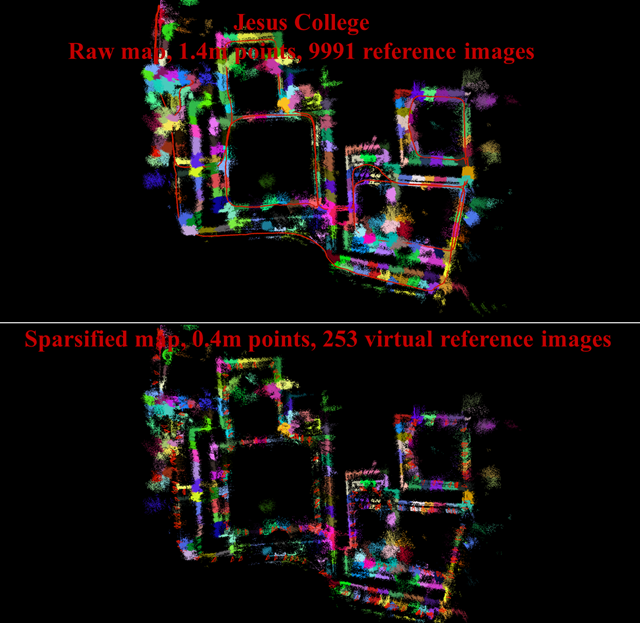 Jesus College
Raw map, 1.4m points, 9991 reference images
Sparsified map, 0.4m points, 253 virtual reference images